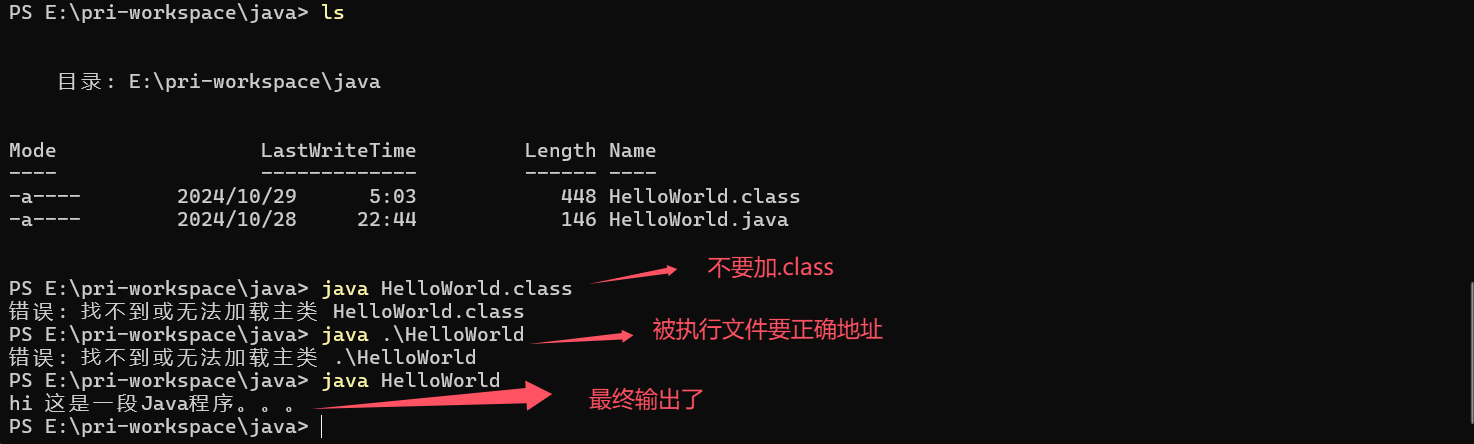 PS E:\pri-workspace\java> ls
目录: E:\pri-workspace\java
Mode LastWriteTime Length Name
---- ------------- ------ ----
-a---- 2024/10/29 5:03 448 HelloWorld.class
-a---- 2024/10/28 22:44 146 HelloWorld.java
不要加.class
PS E:\pri-workspace\java> java HelloWorld.class
错误: 找不到或无法加载主类 HelloWorld.class
PS E:\pri-workspace\java> java .\HelloWorld 被执行文件要正确地址
错误: 找不到或无法加载主类 .\HelloWorld
PS E:\pri-workspace\java> java HelloWorld
hi 这是一段Java程序。。。 最终输出了
PS E:\pri-workspace\java>